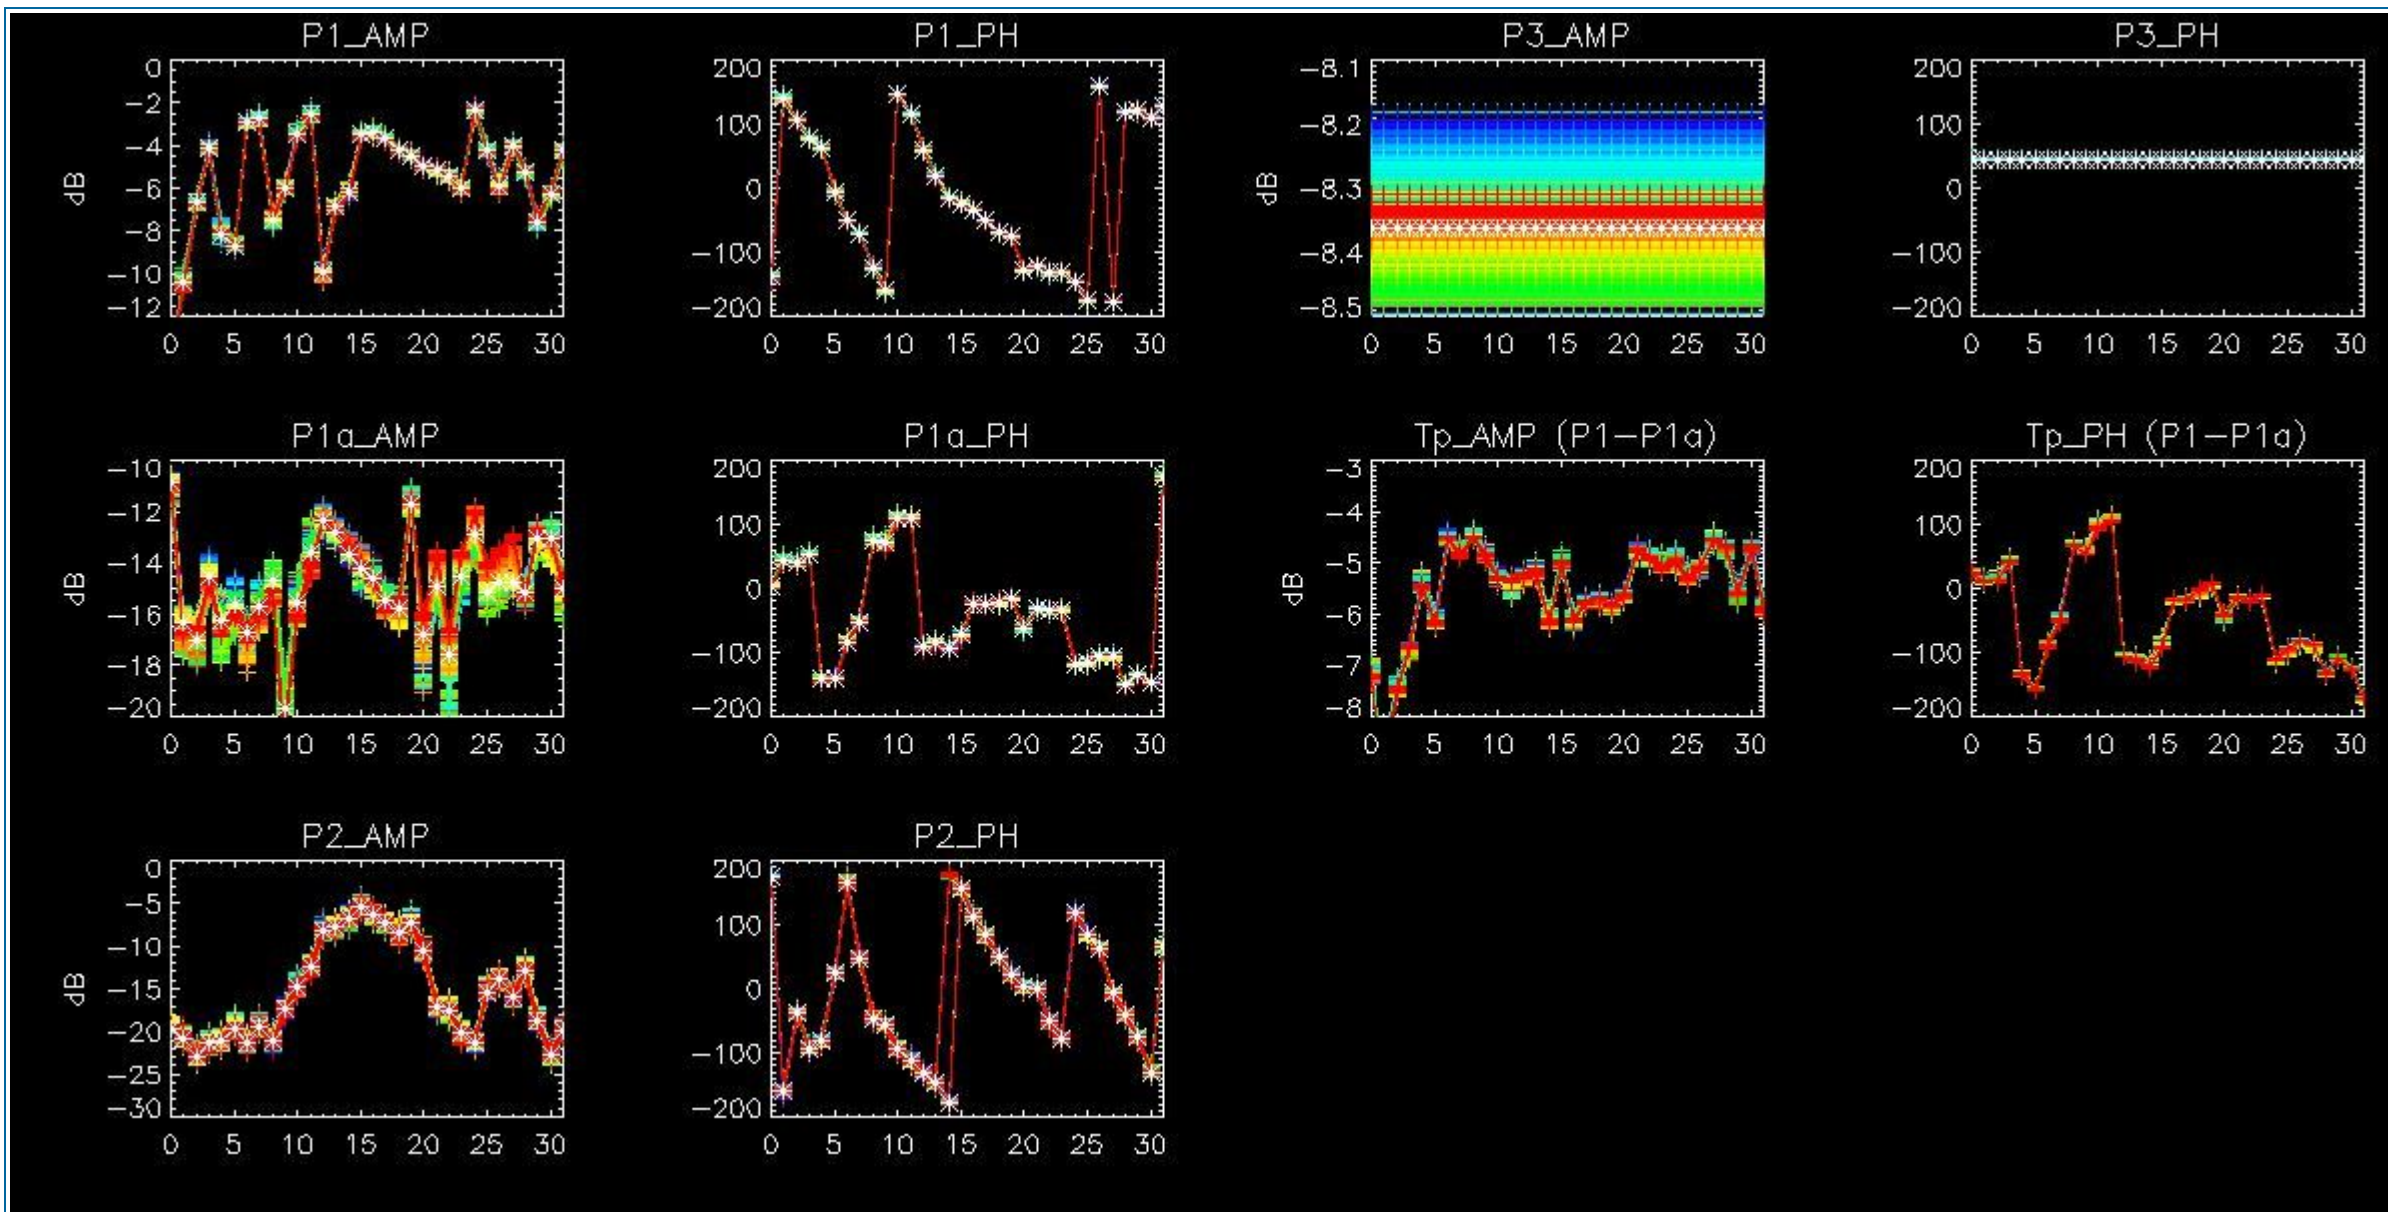 P1_AMP P1_PH P3_AMP P3_PH
0 200 -8.1 200
-2 100 -8.2 100
-4 0 -8.3 0
-6 -100 -8.4 -100
-8 -200 -8.5 -200
-10
-12
dB dB
0 5 10 15 20 25 30 0 5 10 15 20 25 30 0 5 10 15 20 25 30 0 5 10 15 20 25 30
P1a_AMP P1a_PH Tp_AMP (P1-P1a) Tp_PH (P1-P1a)
-10 200 -3 200
-12 100 -4 100
-14 0 -5 0
-16 -100 -6 -100
-18 -200 -7 -200
-20 -8
dB dB
0 5 10 15 20 25 30 0 5 10 15 20 25 30 0 5 10 15 20 25 30 0 5 10 15 20 25 30
P2_AMP P2_PH
0 200
-5 100
-10 0
-15 -100
-20 -200
-25
-30
dB
0 5 10 15 20 25 30 0 5 10 15 20 25 30